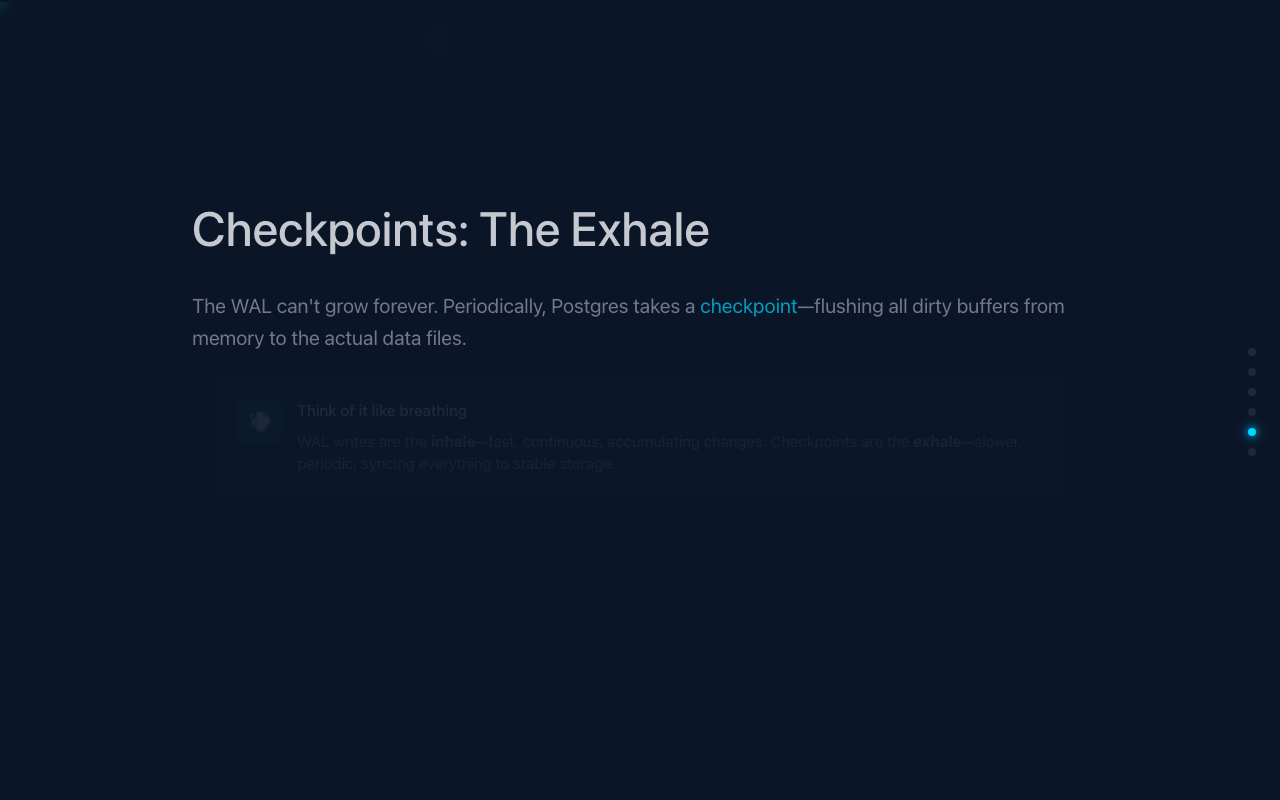 Checkpoints: The Exhale
The WAL can't grow forever. Periodically, Postgres takes a checkpoint—flushing all dirty buffers from
memory to the actual data files.
Think of it like breathing
WAL writes are the inhale—fast, continuous, accumulating changes. Checkpoints are the exhale—slower,
periodic, syncing everything to stable storage.